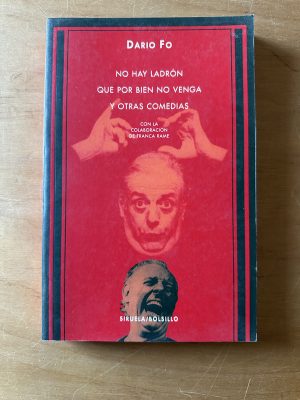 DARIO FO
NO HAY LADRÓN
QUE POR BIEN NO VENGA
Y OTRAS COMEDIAS
CON LA
COLABORACIÓN
DE FRANCA RAME
SIRUELA/BOLSILLO